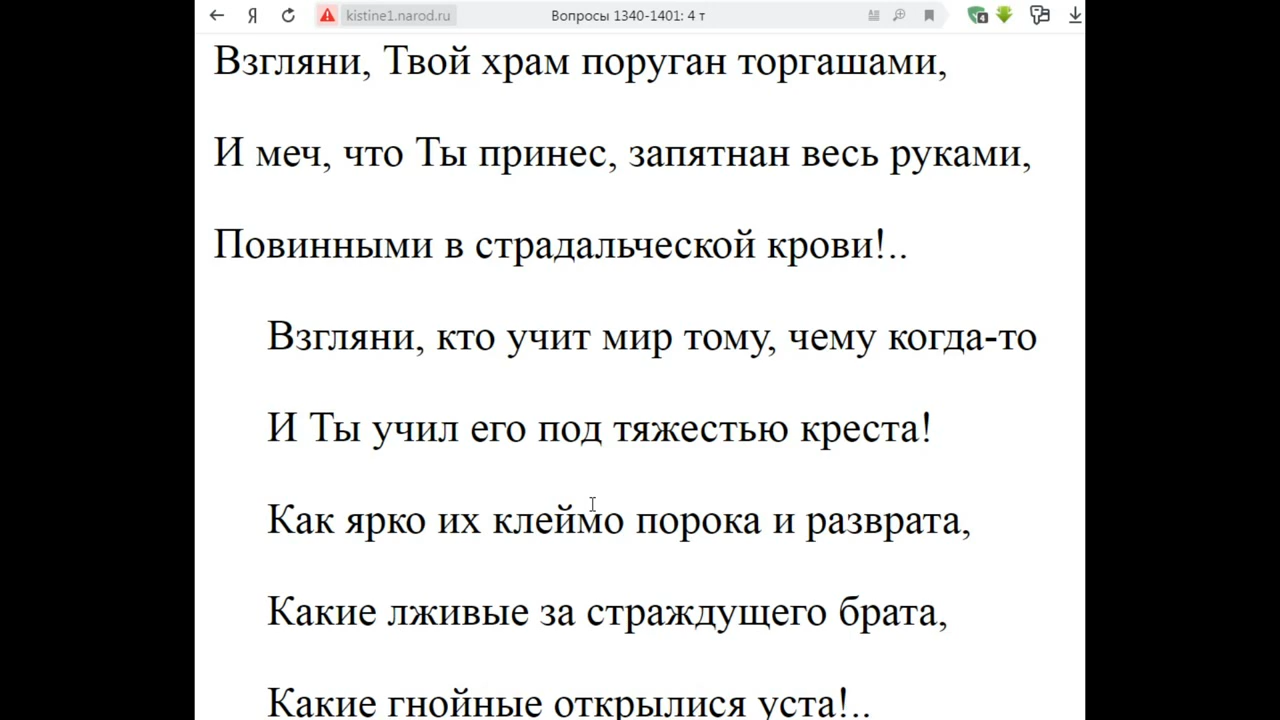 Я kistine1.narod.ru Вопросы 1340-1401: 4 т 4
Взгляни, Твой храм поруган торгашами,
И меч, что Ты принес, запятнан весь руками,
Повинными в страдальческой крови!..
Взгляни, кто учит мир тому, чему когда-то
И Ты учил его под тяжестью креста!
Как ярко их клеймо порока и разврата,
Какие лживые за страждущего брата,
Какие гнойные открылися уста!..